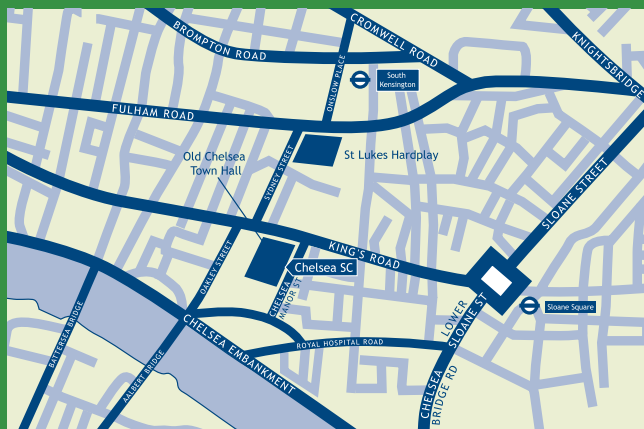 BROMPTON ROAD
CROMWELL ROAD
KNIGHTSBRIDGE
ONSLOW PLACE
South
Kensington
FULHAM ROAD
Old Chelsea
Town Hall
SYDNEY STREET
St Lukes Hardplay
SLOANE STREET
OAKLEY STREET
KING'S ROAD
Chelsea SC
CHELSEA
MANOR ST
LOWER
SLOANE ST
Sloane Square
BATTERSEA BRIDGE
AALBERT BRIDGE
CHELSEA EMBANKMENT
ROYAL HOSPITAL ROAD
CHELSEA
BRIDGE RD